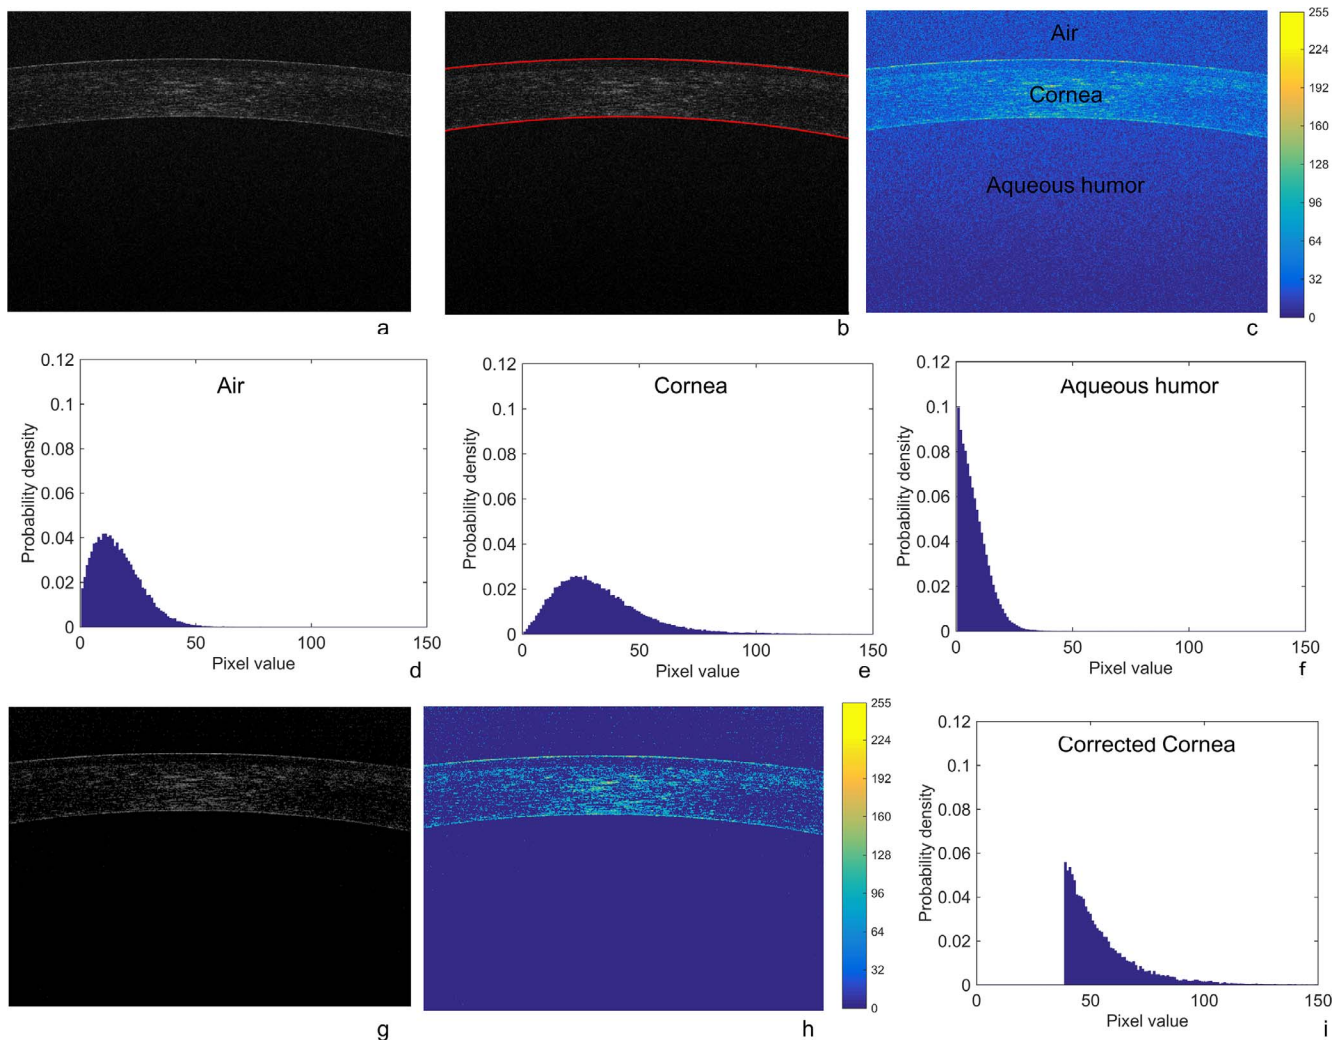 Air
Cornea
Aqueous humor
255
224
192
160
128
96
64
32
0
a
b
c
0.12
0.1
0.08
0.06
0.04
0.02
0
Probability density
Air
0
50
100
150
Pixel value
d
0.12
0.1
0.08
0.06
0.04
0.02
0
Probability density
Cornea
0
50
100
150
Pixel value
e
0.12
0.1
0.08
0.06
0.04
0.02
0
Probability density
Aqueous humor
0
50
100
150
Pixel value
f
g
255
224
192
160
128
96
64
32
0
h
0.12
0.1
0.08
0.06
0.04
0.02
0
Probability density
Corrected Cornea
0
50
100
150
Pixel value
i